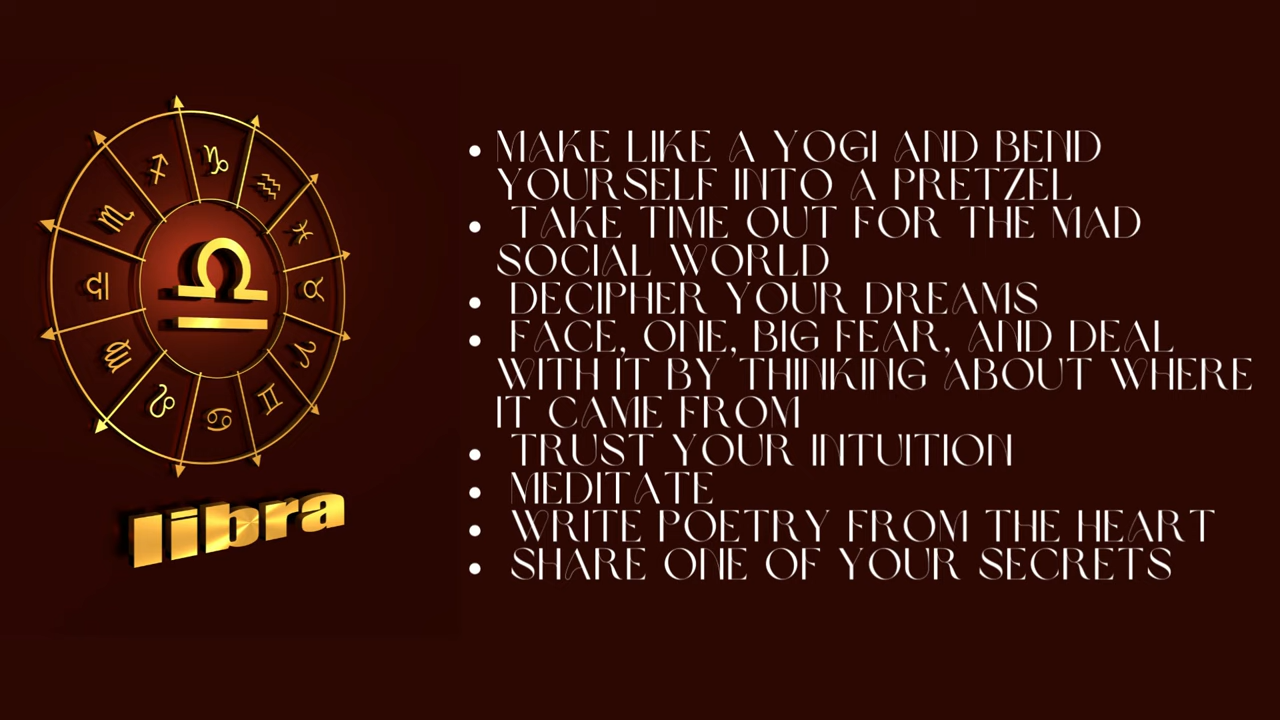 • MAKE LIKE A YOGI AND BEND
YOURSELF INTO A PRETZEL
• TAKE TIME OUT FOR THE MAD
SOCIAL WORLD
• DECIPHER YOUR DREAMS
• FACE, ONE, BIG FEAR, AND DEAL
WITH IT BY THINKING ABOUT WHERE
IT CAME FROM
• TRUST YOUR INTUITION
• MEDITATE
• WRITE POETRY FROM THE HEART
• SHARE ONE OF YOUR SECRETS
libra